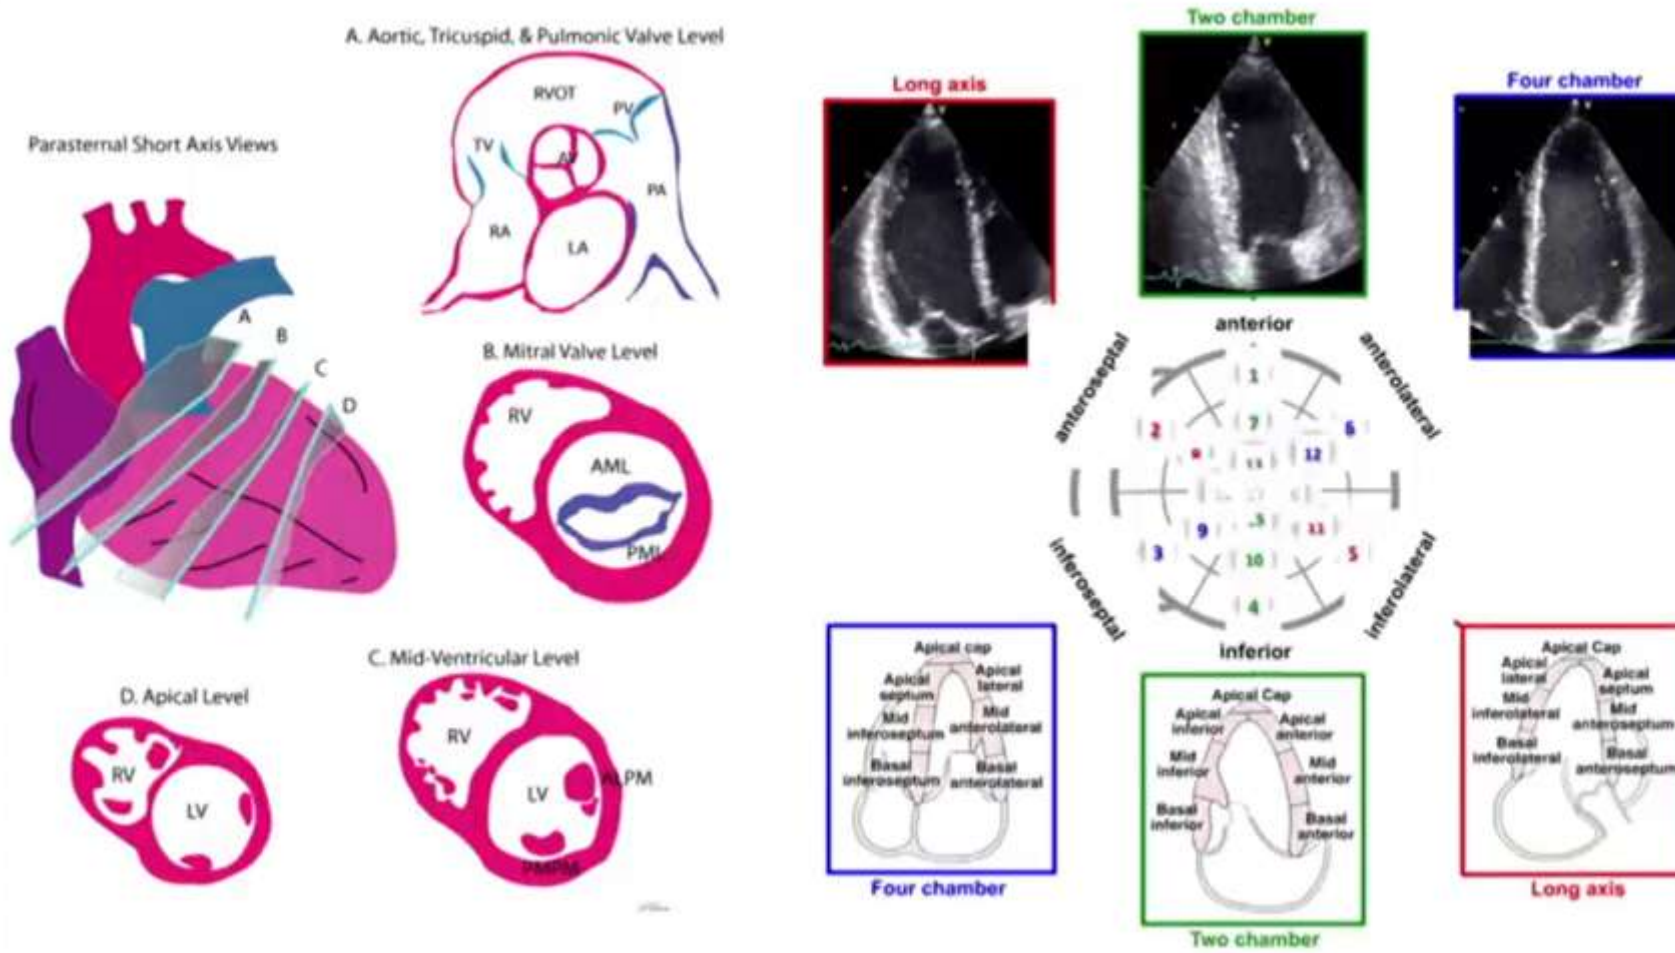 A. Aortic, Tricuspid, & Pulmonic Valve Level
RVOT
PV
TV
AV
PA
RA
LA
Parasternal Short Axis Views
A
B
C
D
B. Mitral Valve Level
RV
AML
PML
C. Mid-Ventricular Level
RV
LV
ALPM
PMPM
D. Apical Level
RV
LV
Two chamber
Long axis
Four chamber
V
V
V
anterior
anteroseptal
anterolateral
1
2
7
6
12
9
11
3
10
5
4
inferoseptal
inferolateral
inferior
Apical cap
Apical
septum
Apical
lateral
Mid
inferoseptum
Mid
anterolateral
Basal
inferoseptum
Basal
anterolateral
Four chamber
Apical Cap
Apical
inferior
Apical
anterior
Mid
inferior
Mid
anterior
Basal
inferior
Basal
anterior
Two chamber
Apical Cap
Apical
lateral
Apical
septum
Mid
inferolateral
Mid
anteroseptum
Basal
inferolateral
Basal
anteroseptum
Long axis